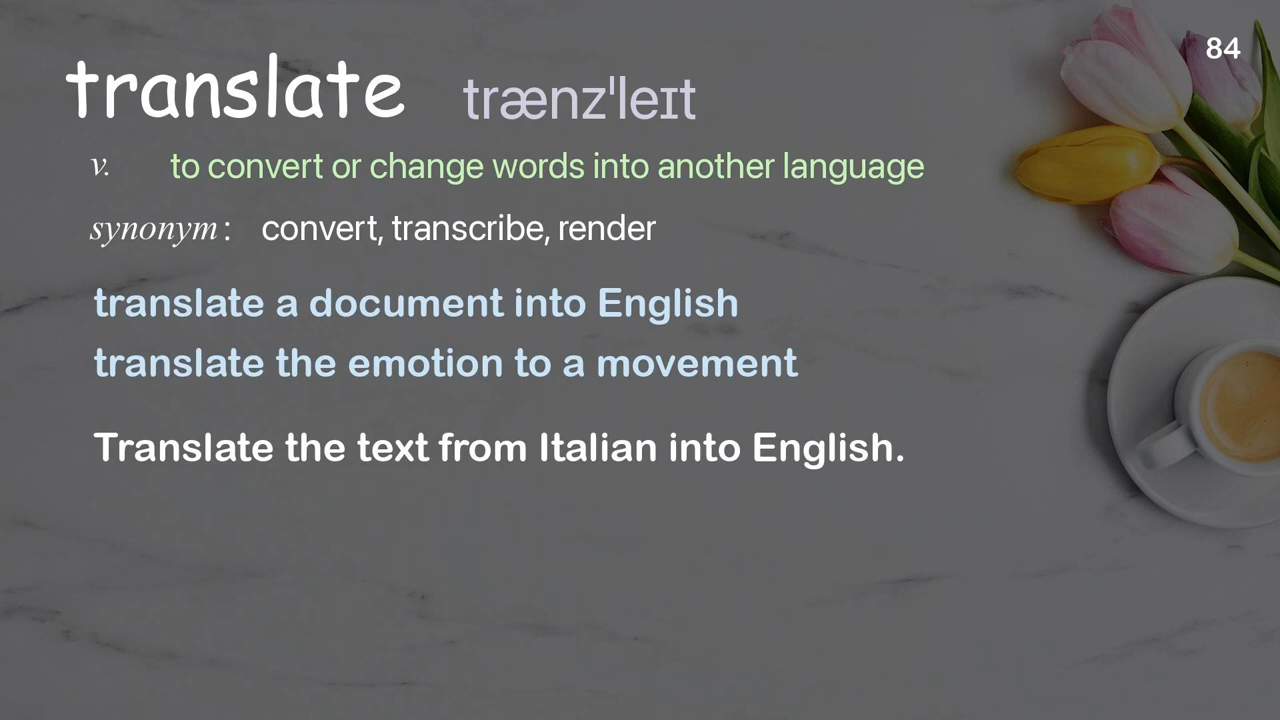 84
translate trænz'leɪt
v. to convert or change words into another language
synonym: convert, transcribe, render
translate a document into English
translate the emotion to a movement
Translate the text from Italian into English.